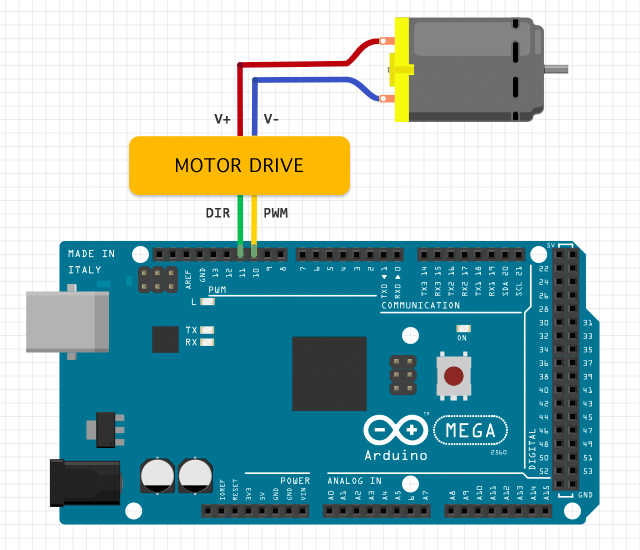 V+ V-
MOTOR DRIVE
DIR PWM
MADE IN
ITALY
AREF
GND
13
12
11
10
9
8
7
6
5
4
3
2
TX0 ▶ 1
RX0 ◀ 0
TX3 14
RX3 15
TX2 16
RX2 17
TX1 18
RX1 19
SDA 20
SCL 21
PWM
COMMUNICATION
5V
22
24
26
28
30 31
32 33
34 35
36 37
38 39
40 41
42 43
44 45
46 47
48 49
50 51
52 53
GND
DIGITAL
L
TX
RX
ON
MEGA
2560
TM
Arduino
POWER
ANALOG IN
IOREF
RESET
3V3
5V
GND
GND
VIN
A0
A1
A2
A3
A4
A5
A6
A7
A8
A9
A10
A11
A12
A13
A14
A15